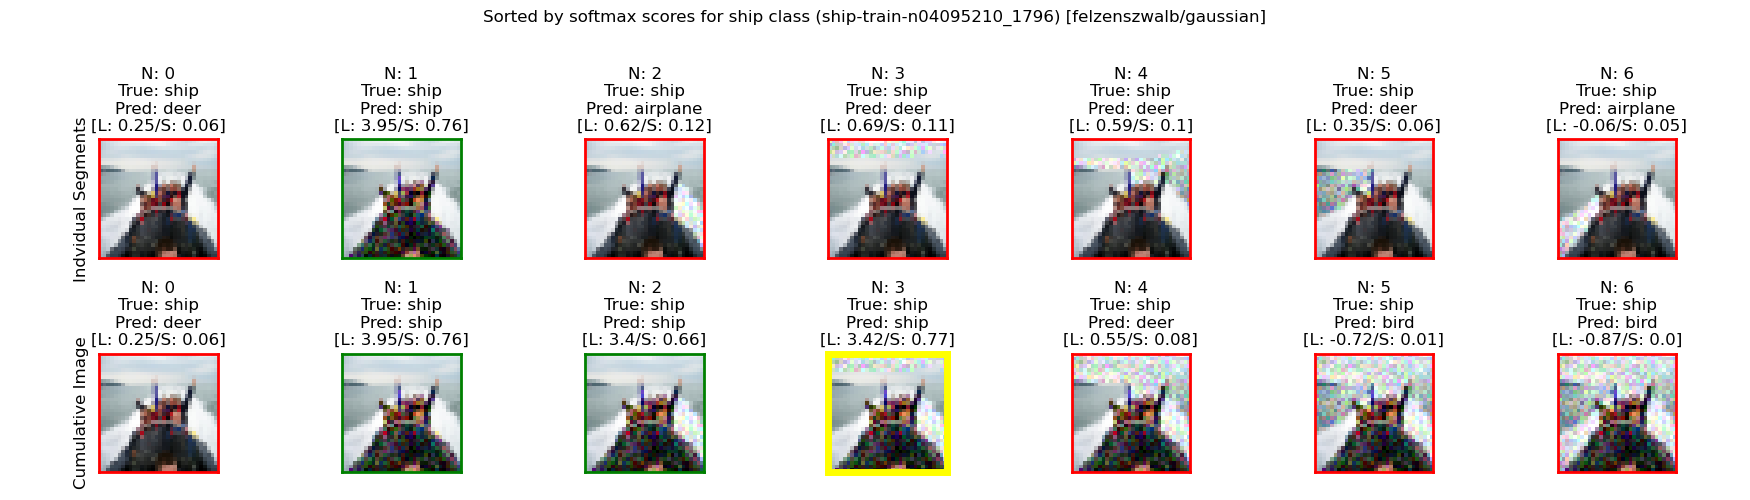 Sorted by softmax scores for ship class (ship-train-n04095210_1796) [felzenszwalb/gaussian]
Indvidual Segments
N: 0
True: ship
Pred: deer
[L: 0.25/S: 0.06]
N: 1
True: ship
Pred: ship
[L: 3.95/S: 0.76]
N: 2
True: ship
Pred: airplane
[L: 0.62/S: 0.12]
N: 3
True: ship
Pred: deer
[L: 0.69/S: 0.11]
N: 4
True: ship
Pred: deer
[L: 0.59/S: 0.1]
N: 5
True: ship
Pred: deer
[L: 0.35/S: 0.06]
N: 6
True: ship
Pred: airplane
[L: -0.06/S: 0.05]
Cumulative Image
N: 0
True: ship
Pred: deer
[L: 0.25/S: 0.06]
N: 1
True: ship
Pred: ship
[L: 3.95/S: 0.76]
N: 2
True: ship
Pred: ship
[L: 3.4/S: 0.66]
N: 3
True: ship
Pred: ship
[L: 3.42/S: 0.77]
N: 4
True: ship
Pred: deer
[L: 0.55/S: 0.08]
N: 5
True: ship
Pred: bird
[L: -0.72/S: 0.01]
N: 6
True: ship
Pred: bird
[L: -0.87/S: 0.0]